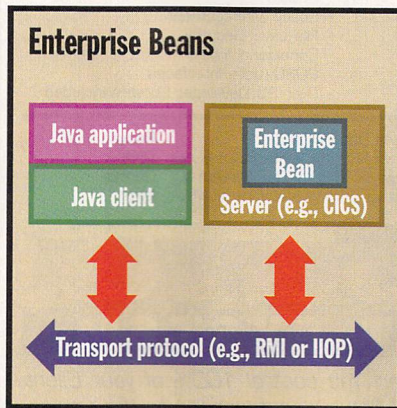 Enterprise Beans
Java application
Java client
Enterprise
Bean
Server (e.g., CICS)
Transport protocol (e.g., RMI or IIOP)